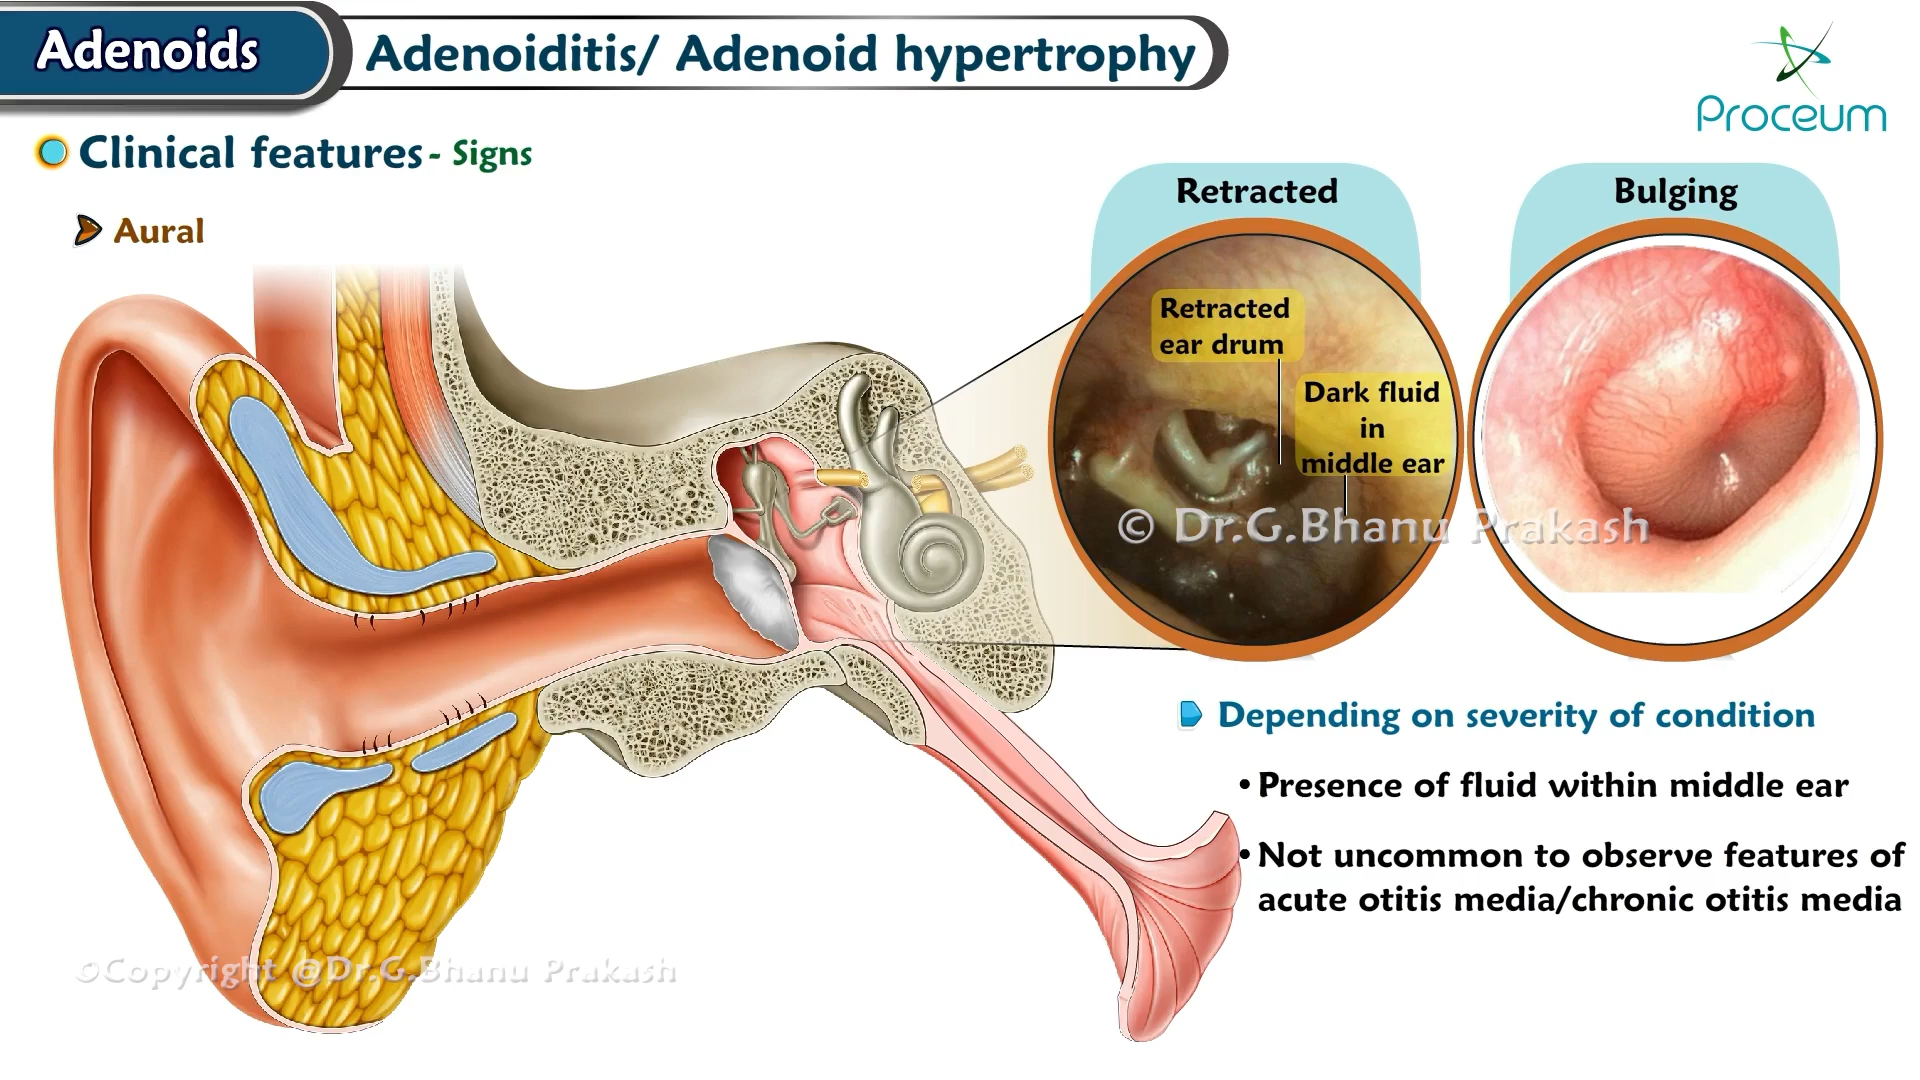 Adenoids
Adenoiditis/ Adenoid hypertrophy
Proceum
Clinical features - Signs
Aural
Retracted
Bulging
Retracted
ear drum
Dark fluid
in
middle ear
© Dr.G.Bhanu Prakash
Depending on severity of condition
• Presence of fluid within middle ear
• Not uncommon to observe features of
acute otitis media/chronic otitis media
©Copyright @Dr.G.Bhanu Prakash